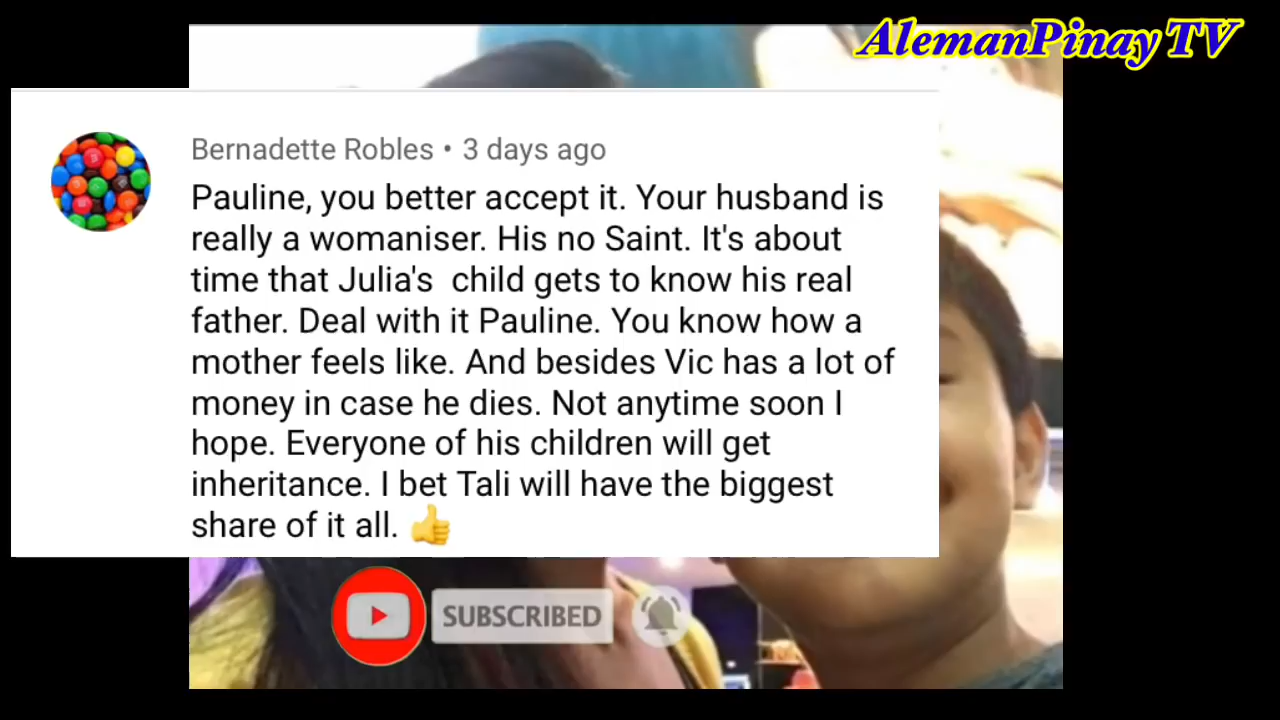 AlemanPinay TV
Bernadette Robles • 3 days ago
Pauline, you better accept it. Your husband is
really a womaniser. His no Saint. It's about
time that Julia's child gets to know his real
father. Deal with it Pauline. You know how a
mother feels like. And besides Vic has a lot of
money in case he dies. Not anytime soon I
hope. Everyone of his children will get
inheritance. I bet Tali will have the biggest
share of it all. 👍
SUBSCRIBED